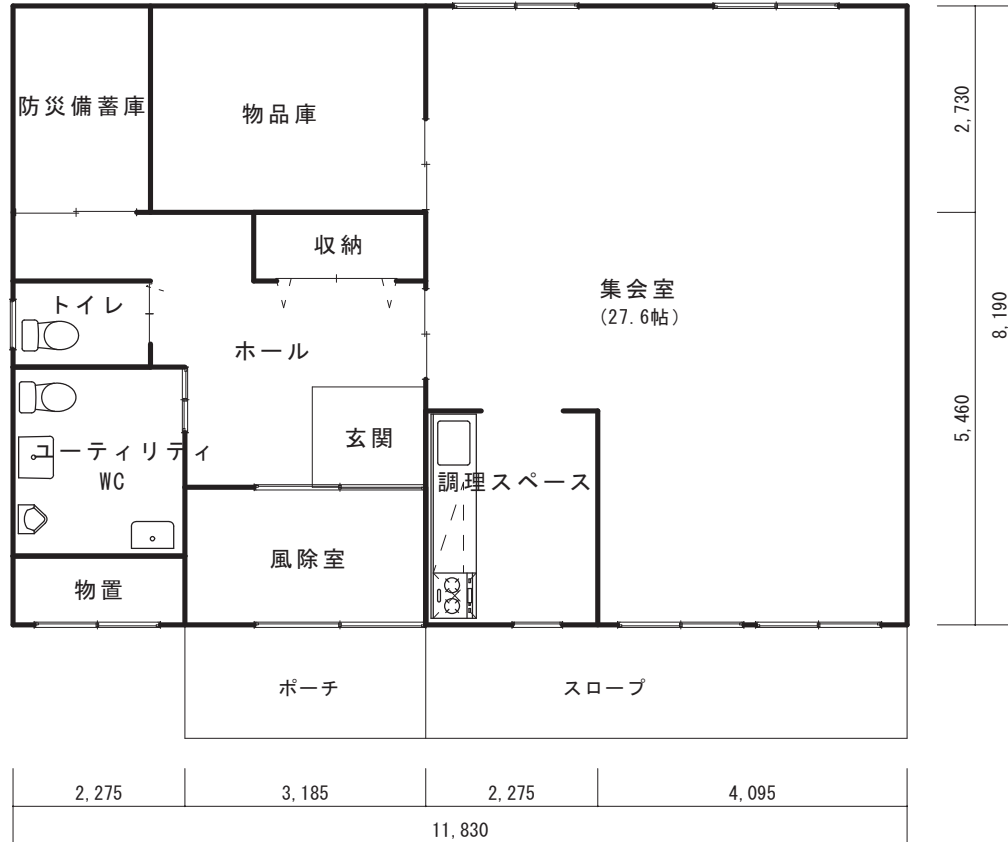 防災備蓄庫
物品庫
収納
集会室
(27.6帖)
トイレ
ホール
玄関
ユーティリティ
WC
調理スペース
風除室
物置
ポーチ
スロープ
2,730
5,460
8,190
2,275
3,185
2,275
4,095
11,830